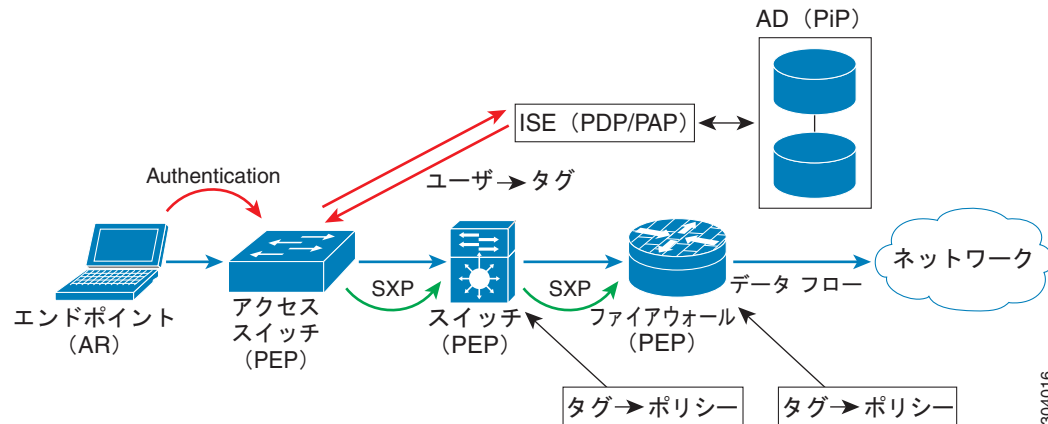 AD（PiP）
ISE（PDP/PAP）
ユーザ→タグ
Authentication
SXP
SXP
データ フロー
ネットワーク
エンドポイント
（AR）
アクセス
スイッチ
（PEP）
スイッチ
（PEP）
ファイアウォール
（PEP）
タグ→ポリシー
タグ→ポリシー
304016